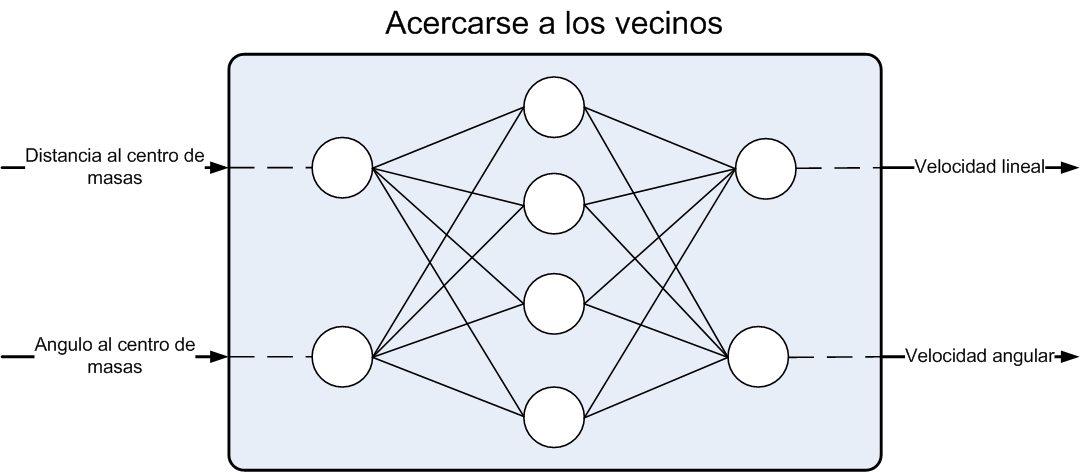 Acercarse a los vecinos
Distancia al centro de
masas
Velocidad lineal
Angulo al centro de
masas
Velocidad angular